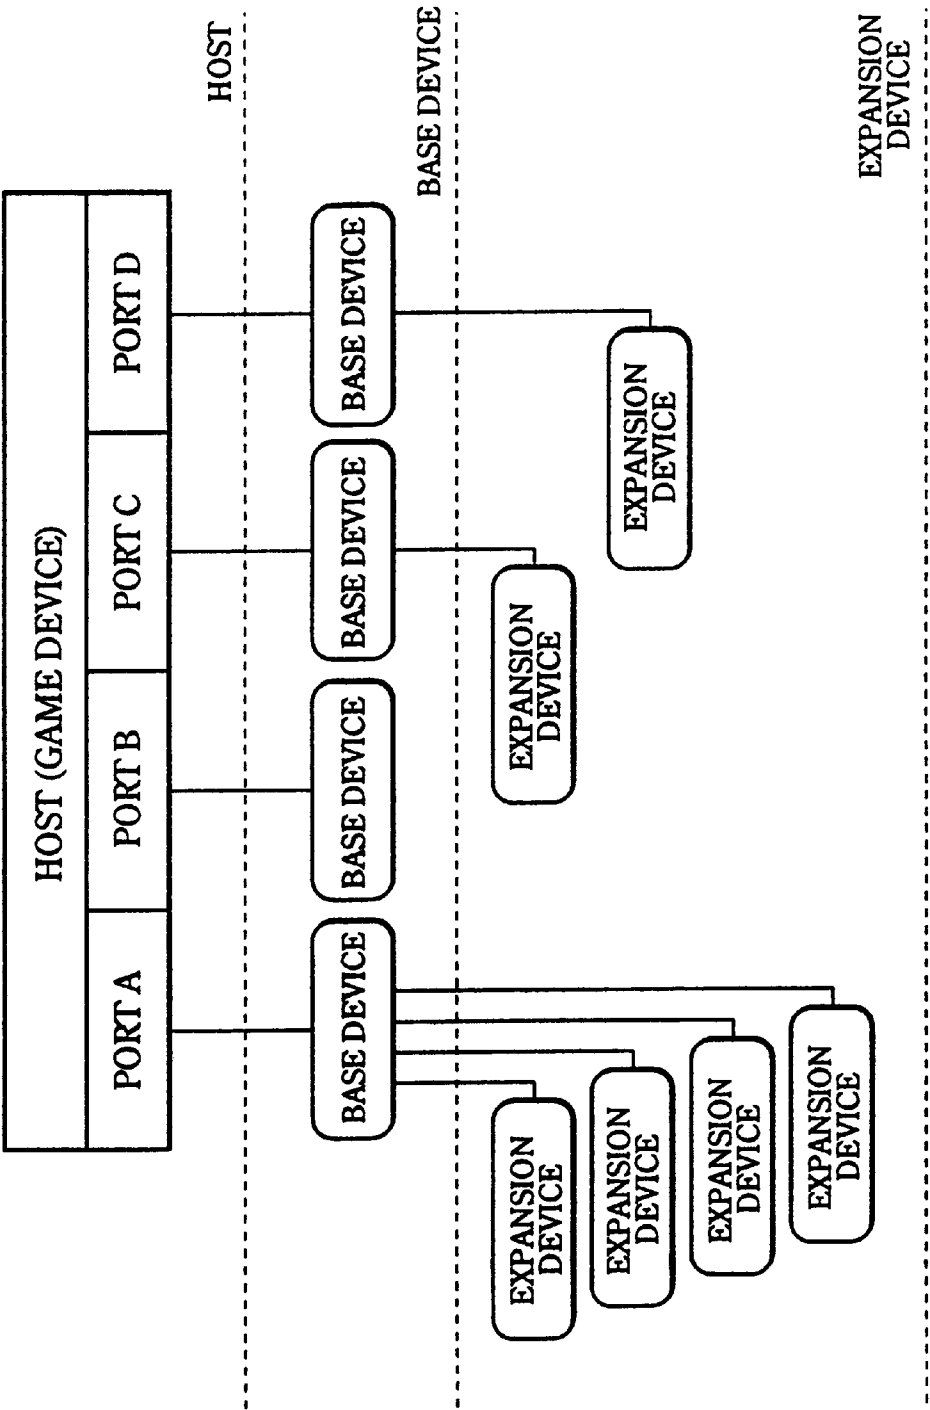 HOST (GAME DEVICE)
PORT A
PORT B
PORT C
PORT D
HOST
BASE DEVICE
BASE DEVICE
BASE DEVICE
BASE DEVICE
BASE DEVICE
EXPANSION
DEVICE
EXPANSION
DEVICE
EXPANSION
DEVICE
EXPANSION
DEVICE
EXPANSION
DEVICE
EXPANSION
DEVICE
EXPANSION
DEVICE